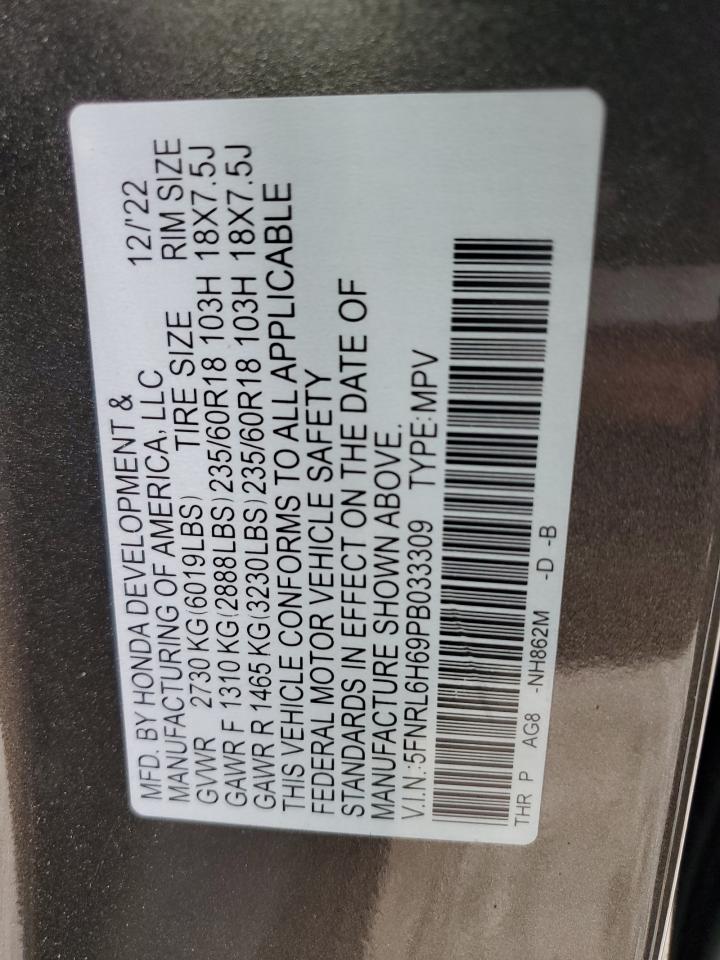 MFD. BY HONDA DEVELOPMENT &
MANUFACTURING OF AMERICA, LLC 12/'22
GVWR 2730 KG(6019LBS) TIRE SIZE RIM SIZE
GAWR F 1310 KG(2888LBS) 235/60R18 103H 18X7.5J
GAWR R 1465 KG(3230LBS) 235/60R18 103H 18X7.5J
THIS VEHICLE CONFORMS TO ALL APPLICABLE
FEDERAL MOTOR VEHICLE SAFETY
STANDARDS IN EFFECT ON THE DATE OF
MANUFACTURE SHOWN ABOVE.
V.I.N.:5FNRL6H69PB033309 TYPE:MPV
THR P AG8 -NH862M -D -B